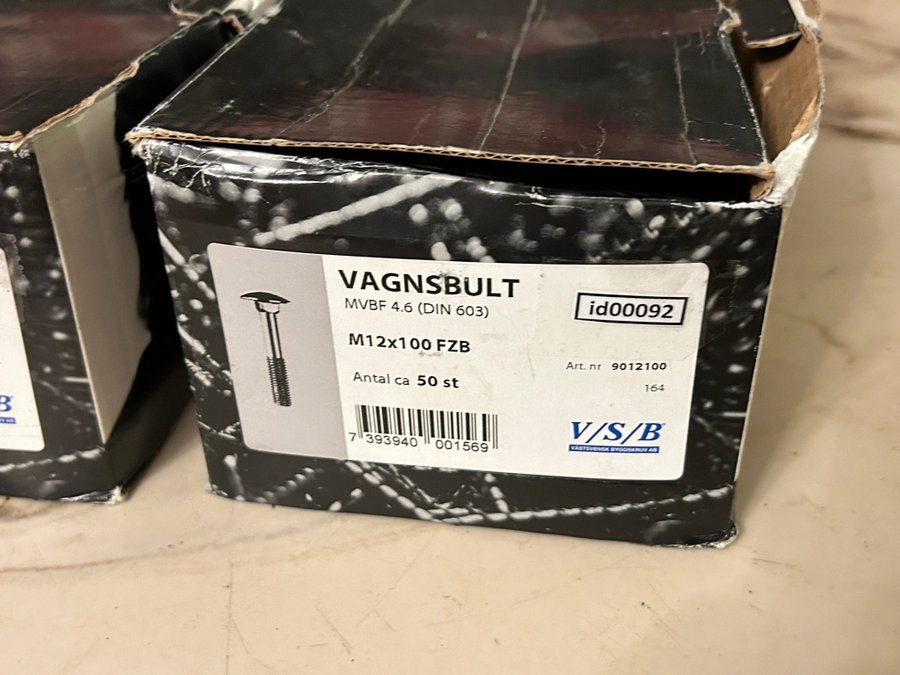 VAGNSBULT
MVBF 4.6 (DIN 603)
id00092
M12x100 FZB
Art. nr 9012100
Antal ca 50 st
164
7 393940 001569
V/S/B
VÄSTSVENSK BYGGSKRUV AB
B